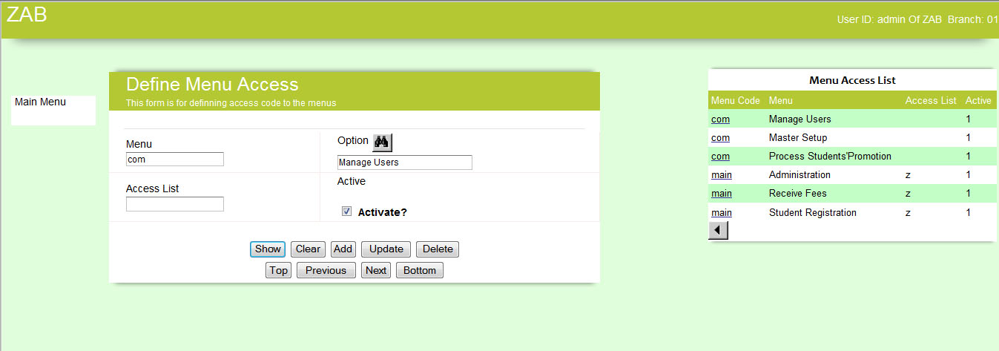 ZAB
User ID: admin Of ZAB Branch: 01
Main Menu
Define Menu Access
This form is for definning access code to the menus
Menu
com
Option
Manage Users
Access List
Active
Activate?
Show Clear Add Update Delete
Top Previous Next Bottom
Menu Access List
Menu Code Menu Access List Active
com Manage Users 1
com Master Setup 1
com Process Students'Promotion 1
main Administration z 1
main Receive Fees z 1
main Student Registration z 1